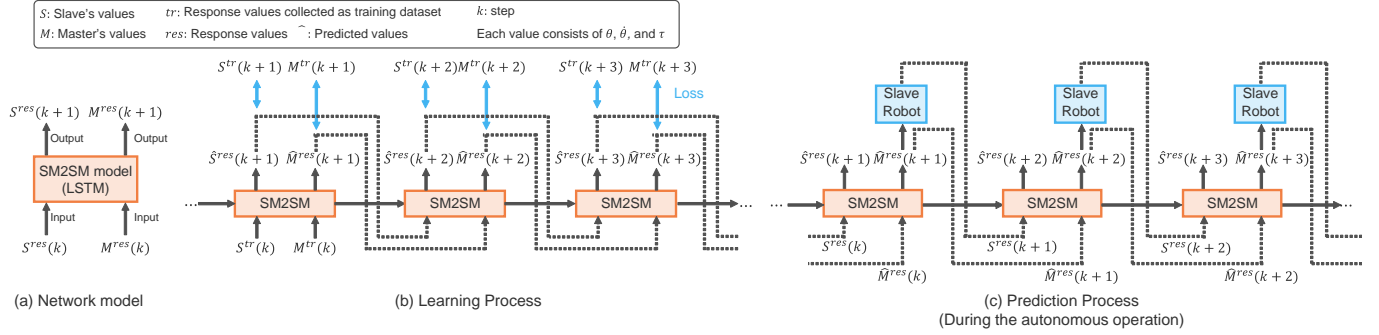 S: Slave's values tr: Response values collected as training dataset k: step
M: Master's values res: Response values ^: Predicted values Each value consists of θ, θ̇, and τ
S^{res}(k+1) M^{res}(k+1)
Output Output
SM2SM model
(LSTM)
Input Input
S^{res}(k) M^{res}(k)
(a) Network model
S^{tr}(k+1) M^{tr}(k+1) S^{tr}(k+2) M^{tr}(k+2) S^{tr}(k+3) M^{tr}(k+3)
Loss
Ŝ^{res}(k+1) M̂^{res}(k+1) Ŝ^{res}(k+2) M̂^{res}(k+2) Ŝ^{res}(k+3) M̂^{res}(k+3)
... SM2SM SM2SM SM2SM ...
S^{tr}(k) M^{tr}(k)
(b) Learning Process
Slave Robot Slave Robot Slave Robot
Ŝ^{res}(k+1) M̂^{res}(k+1) Ŝ^{res}(k+2) M̂^{res}(k+2) Ŝ^{res}(k+3) M̂^{res}(k+3)
... SM2SM SM2SM SM2SM ...
S^{res}(k) S^{res}(k+1) S^{res}(k+2)
M̂^{res}(k) M̂^{res}(k+1) M̂^{res}(k+2)
(c) Prediction Process
(During the autonomous operation)